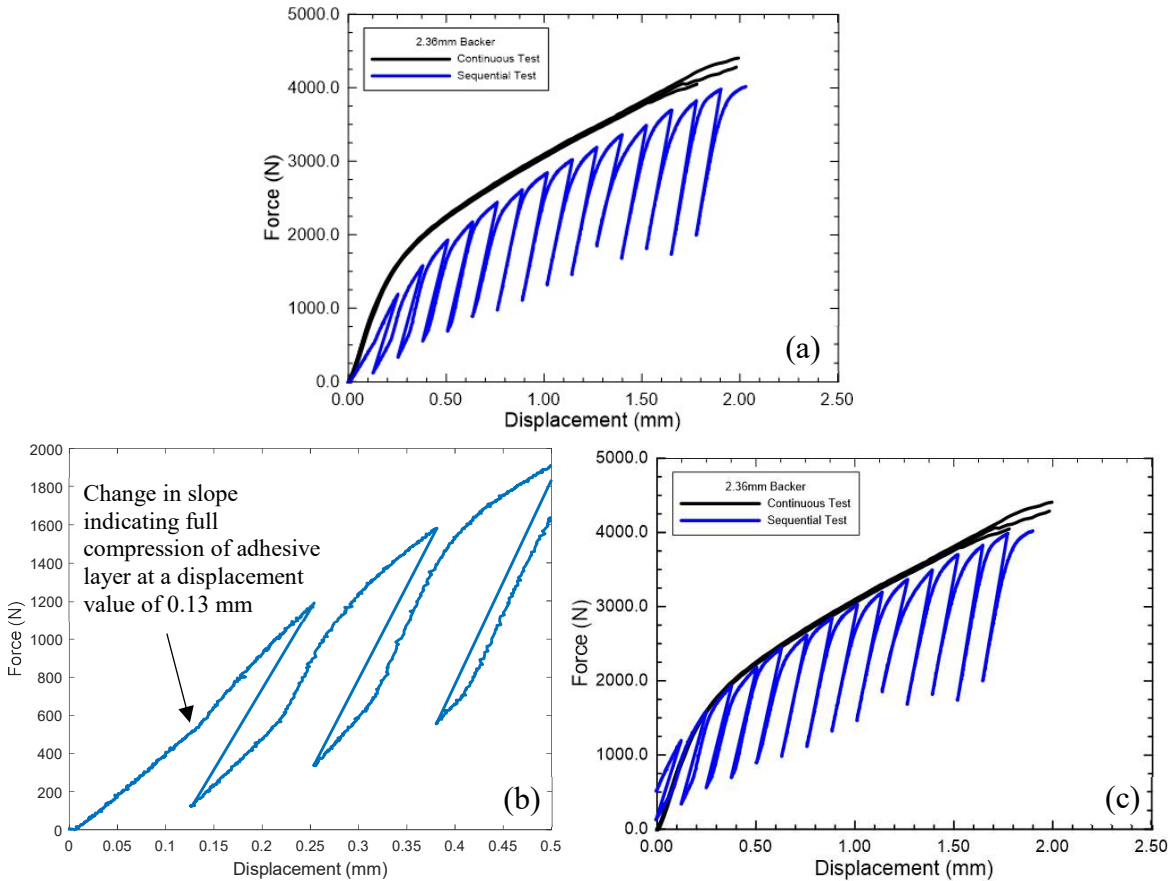 5000.0
2.36mm Backer
Continuous Test
Sequential Test
4000.0
3000.0
2000.0
1000.0
0.0
Force (N)
(a)
0.00 0.50 1.00 1.50 2.00 2.50
Displacement (mm)
2000
1800
1600
1400
1200
1000
800
600
400
200
0
Force (N)
Change in slope
indicating full
compression of adhesive
layer at a displacement
value of 0.13 mm
(b)
0 0.05 0.1 0.15 0.2 0.25 0.3 0.35 0.4 0.45 0.5
Displacement (mm)
5000.0
2.36mm Backer
Continuous Test
Sequential Test
4000.0
3000.0
2000.0
1000.0
0.0
Force (N)
(c)
0.00 0.50 1.00 1.50 2.00 2.50
Displacement (mm)